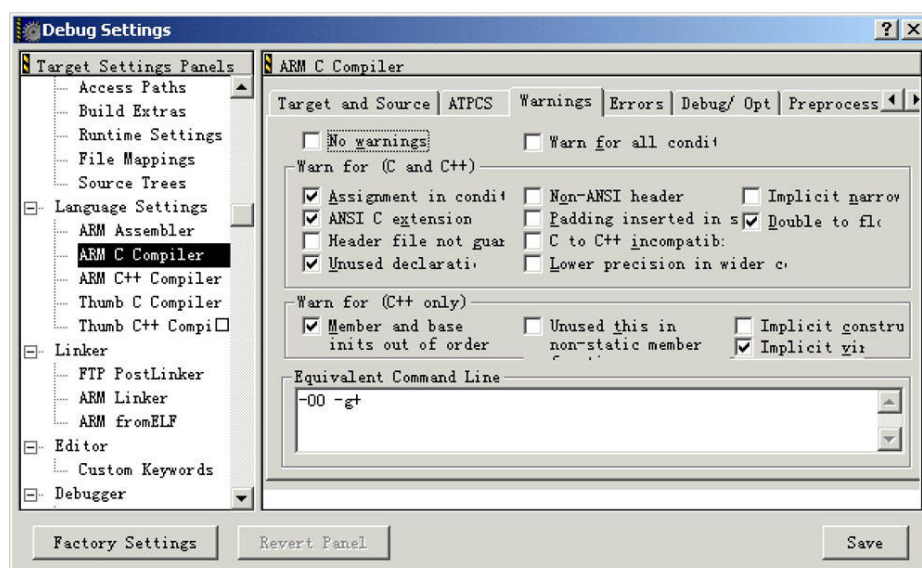 Debug Settings
Target Settings Panels
Access Paths
Build Extras
Runtime Settings
File Mappings
Source Trees
Language Settings
ARM Assembler
ARM C Compiler
ARM C++ Compiler
Thumb C Compiler
Thumb C++ Compi
Linker
FTP PostLinker
ARM Linker
ARM fromELF
Editor
Custom Keywords
Debugger
ARM C Compiler
Target and Source ATPCS Warnings Errors Debug/ Opt Preprocess
No warnings Warn for all condit
Warn for (C and C++)
Assignment in condit Non-ANSI header Implicit narrow
ANSI C extension Padding inserted in s Double to flo
Header file not guar C to C++ incompatib:
Unused declarati Lower precision in wider c
Warn for (C++ only)
Member and base Unused this in Implicit constru
inits out of order non-static member Implicit vir
Equivalent Command Line
-O0 -g+
Factory Settings Revert Panel Save